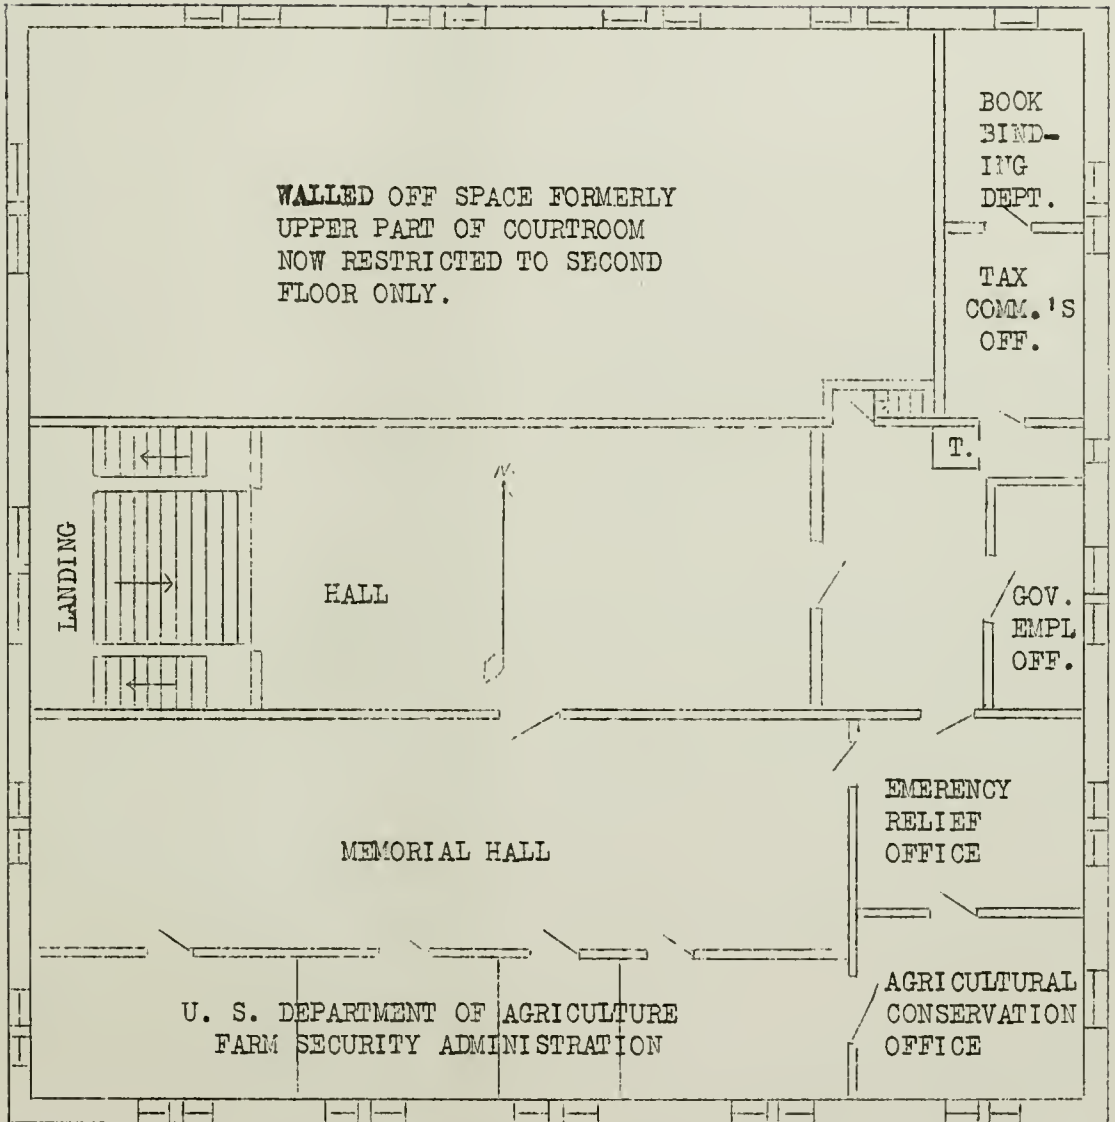 BOOK
BIND-
ING
DEPT.
WALLED OFF SPACE FORMERLY
UPPER PART OF COURTROOM
NOW RESTRICTED TO SECOND
FLOOR ONLY.
TAX
COMM.'S
OFF.
T.
N.
LANDING
HALL
GOV.
EMPL
OFF.
EMERENCY
RELIEF
OFFICE
MEMORIAL HALL
AGRICULTURAL
CONSERVATION
OFFICE
U. S. DEPARTMENT OF AGRICULTURE
FARM SECURITY ADMINISTRATION